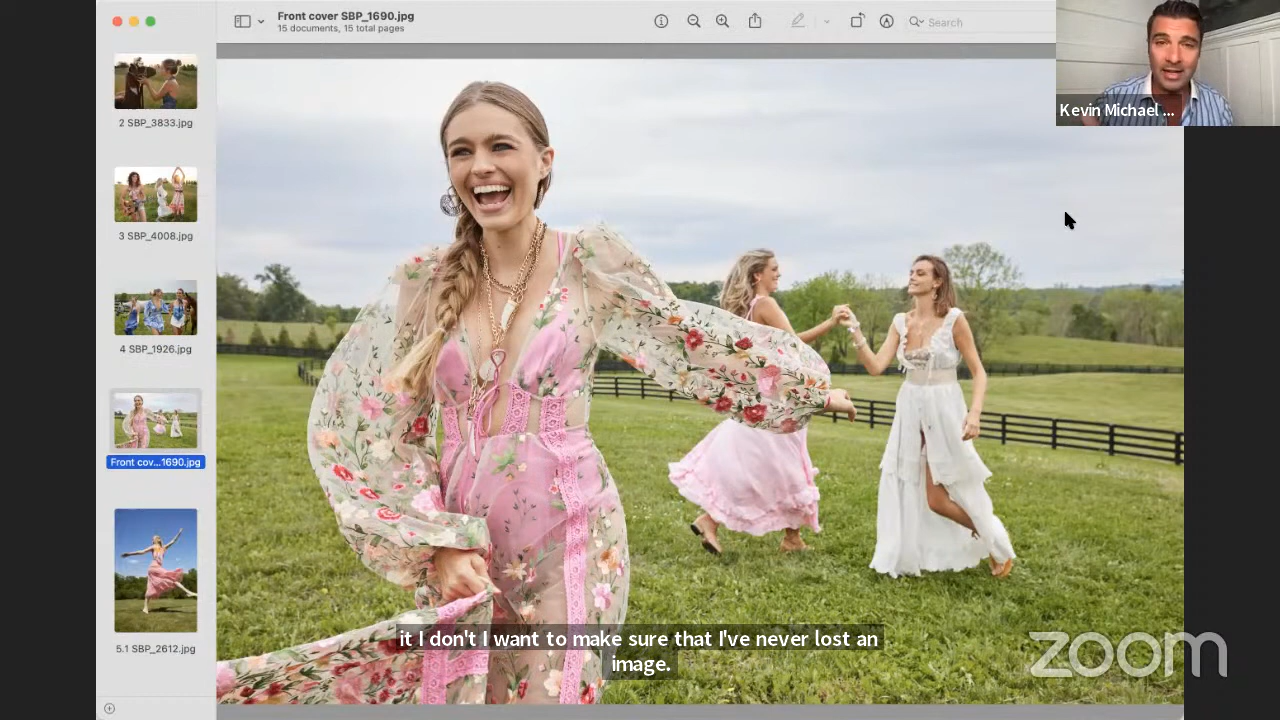 Front cover SBP_1690.jpg
15 documents, 15 total pages
Search
Kevin Michael ...
2 SBP_3833.jpg
3 SBP_4008.jpg
4 SBP_1926.jpg
Front cov...1690.jpg
5.1 SBP_2612.jpg
it I don't I want to make sure that I've never lost an
image.
zoom